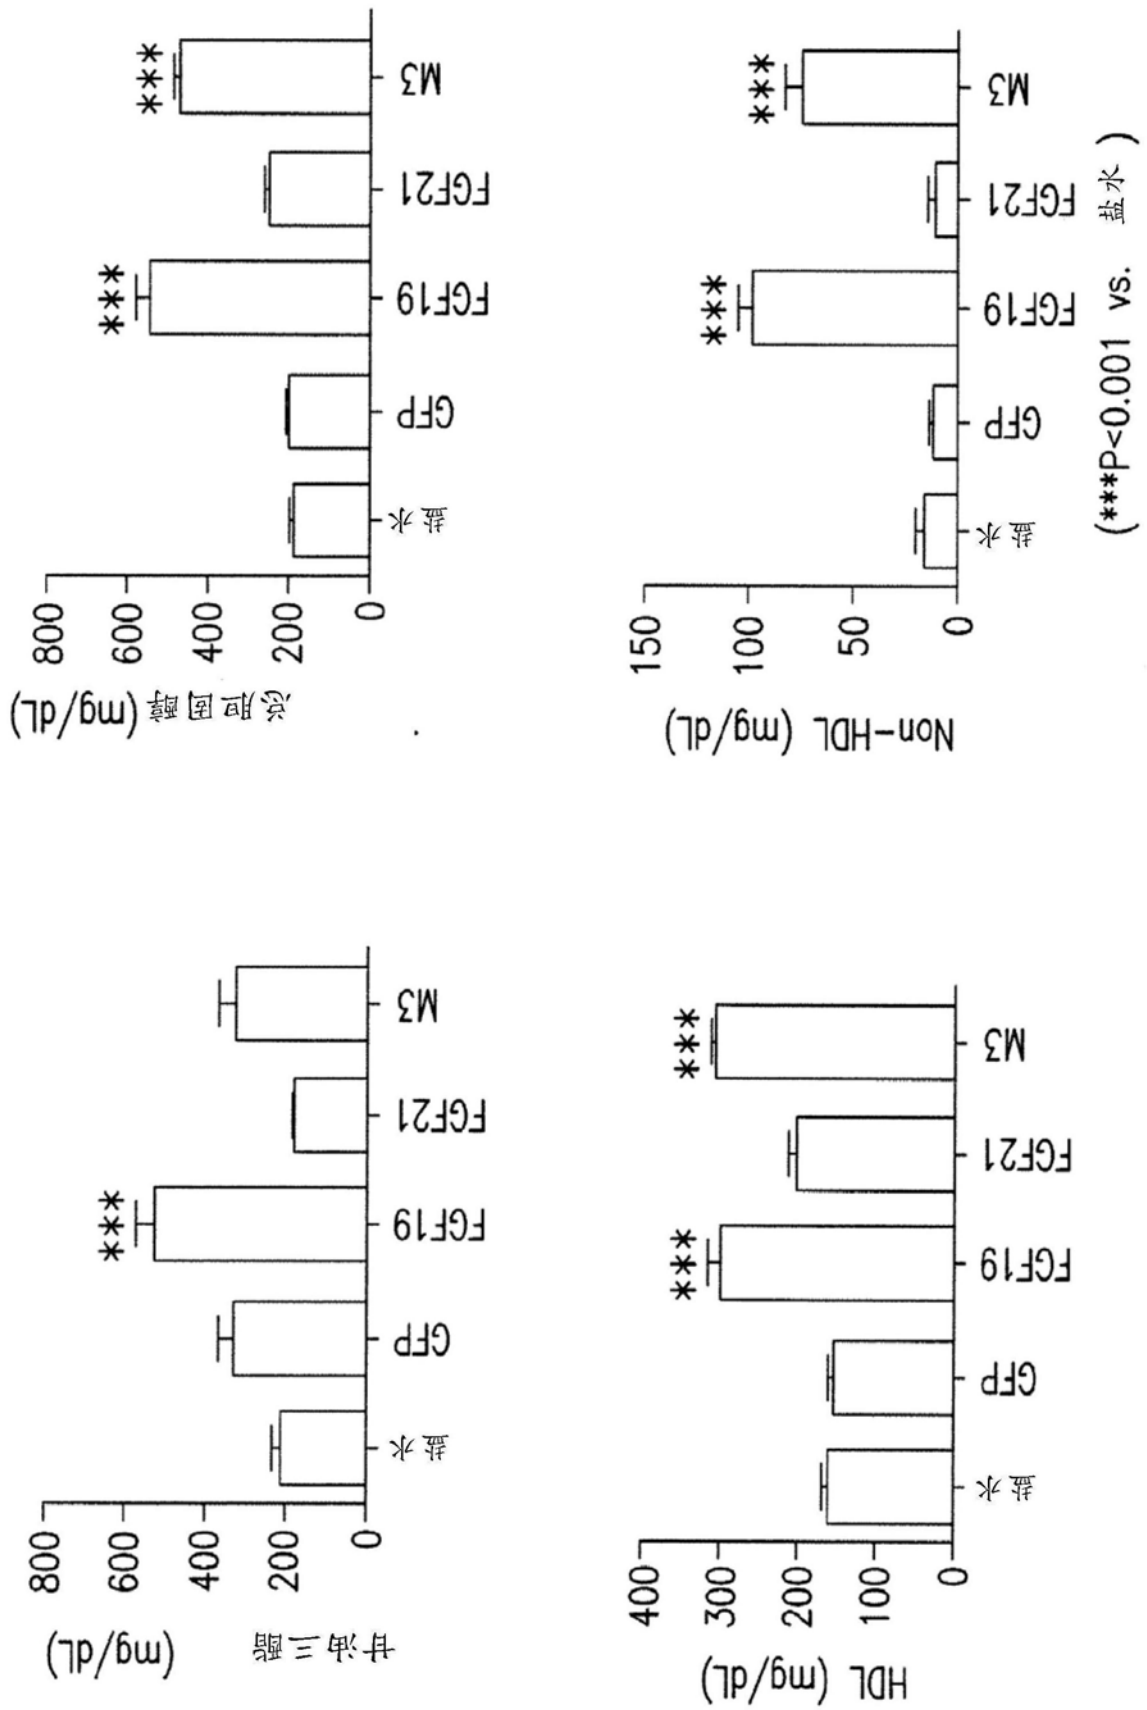 甘油三酯
(mg/dL)
800
600
400
200
0
***
盐水
GFP
FGF19
FGF21
M3
总胆固醇 (mg/dL)
800
600
400
200
0
***
***
盐水
GFP
FGF19
FGF21
M3
HDL (mg/dL)
400
300
200
100
0
***
***
盐水
GFP
FGF19
FGF21
M3
Non-HDL (mg/dL)
150
100
50
0
***
***
盐水
GFP
FGF19
FGF21
M3
(***P<0.001 vs. 盐水 )